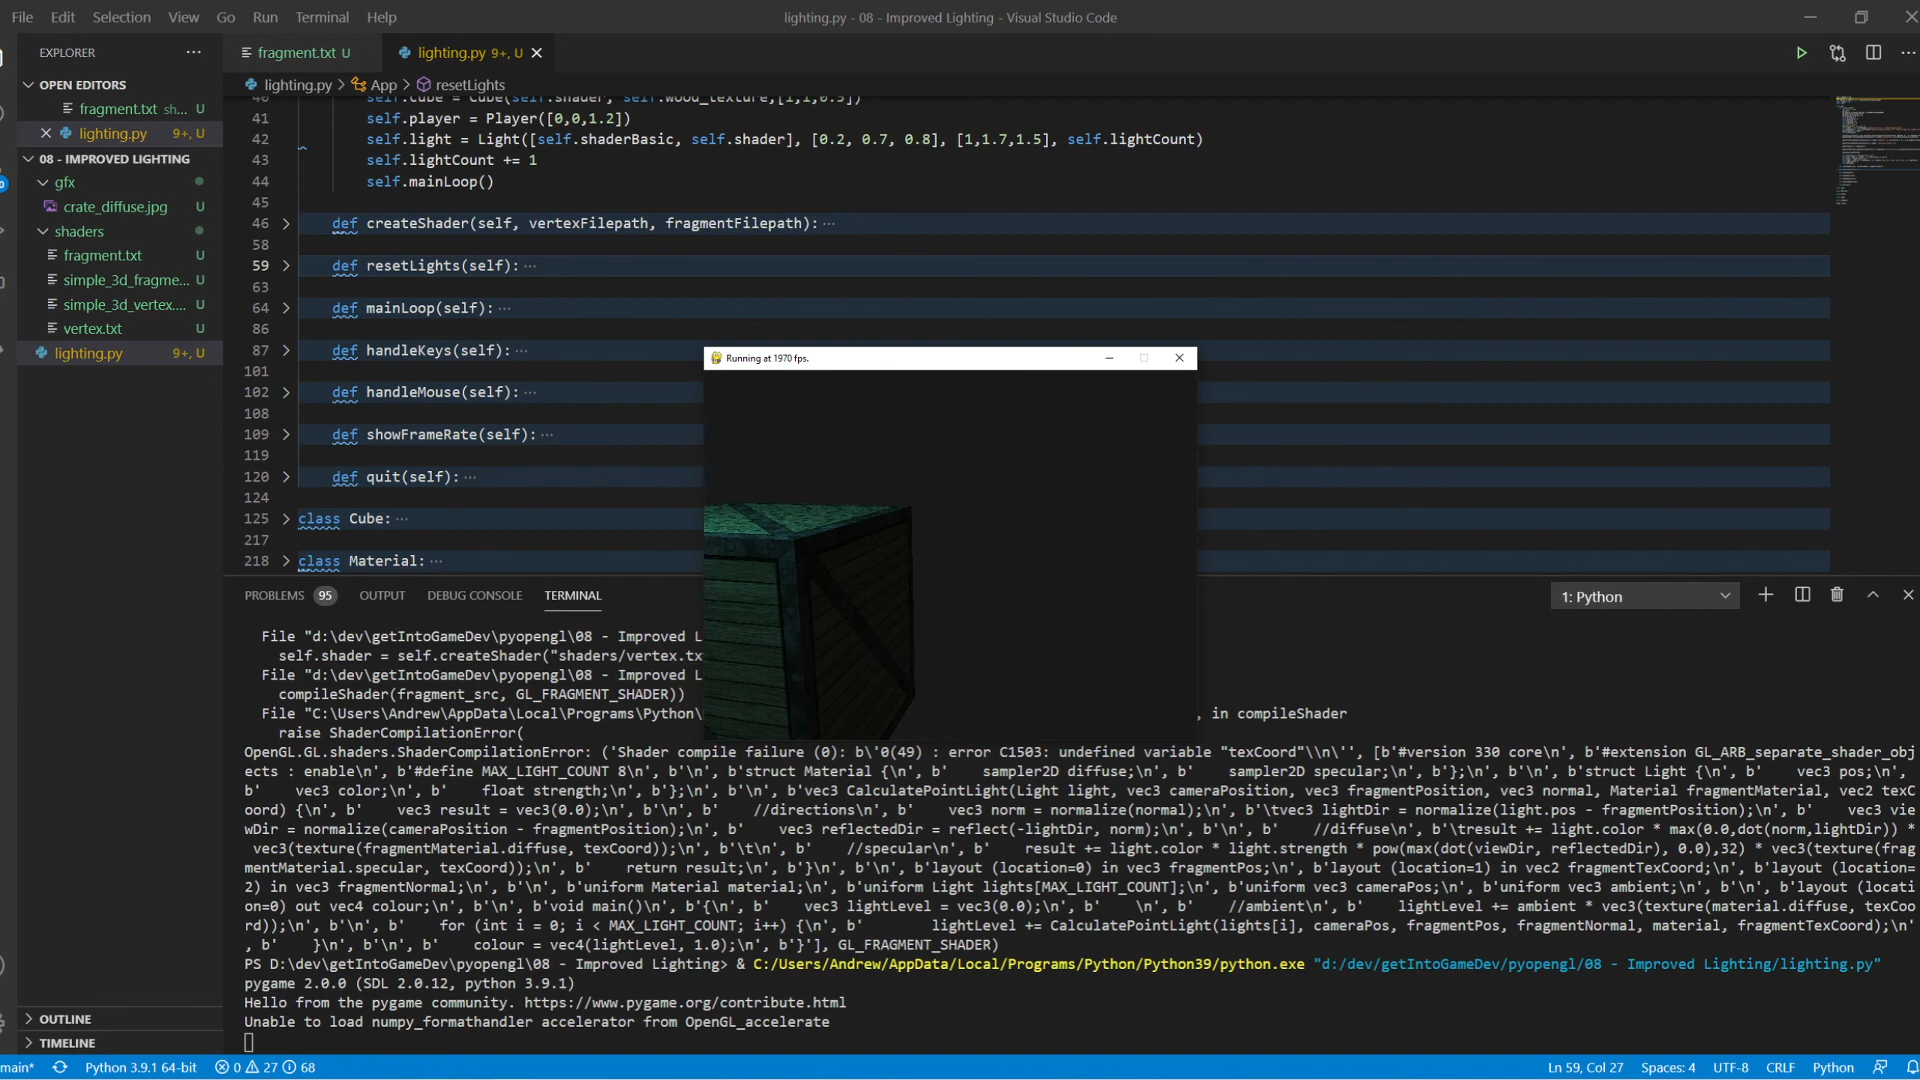 File Edit Selection View Go Run Terminal Help
lighting.py - 08 - Improved Lighting - Visual Studio Code
EXPLORER
OPEN EDITORS
fragment.txt sh... U
lighting.py 9+, U
08 - IMPROVED LIGHTING
gfx
crate_diffuse.jpg U
shaders
fragment.txt U
simple_3d_fragme... U
simple_3d_vertex.... U
vertex.txt U
lighting.py 9+, U
OUTLINE
TIMELINE
fragment.txt U
lighting.py 9+, U
lighting.py > App > resetLights
40 self.cube = Cube(self.shader, self.wood_texture,[1,1,0.5])
41 self.player = Player([0,0,1.2])
42 self.light = Light([self.shaderBasic, self.shader], [0.2, 0.7, 0.8], [1,1.7,1.5], self.lightCount)
43 self.lightCount += 1
44 self.mainLoop()
45
46 def createShader(self, vertexFilepath, fragmentFilepath): ...
58
59 def resetLights(self): ...
63
64 def mainLoop(self): ...
86
87 def handleKeys(self): ...
101
102 def handleMouse(self): ...
108
109 def showFrameRate(self): ...
119
120 def quit(self): ...
124
125 class Cube: ...
217
218 class Material: ...
Running at 1970 fps.
PROBLEMS 95 OUTPUT DEBUG CONSOLE TERMINAL
1: Python
File "d:\dev\getIntoGameDev\pyopengl\08 - Improved L
self.shader = self.createShader("shaders/vertex.tx
File "d:\dev\getIntoGameDev\pyopengl\08 - Improved L
compileShader(fragment_src, GL_FRAGMENT_SHADER))
File "C:\Users\Andrew\AppData\Local\Programs\Python\ , in compileShader
raise ShaderCompilationError(
OpenGL.GL.shaders.ShaderCompilationError: ('Shader compile failure (0): b\'0(49) : error C1503: undefined variable "texCoord"\\n\'', [b'#version 330 core\n', b'#extension GL_ARB_separate_shader_obj
ects : enable\n', b'#define MAX_LIGHT_COUNT 8\n', b'\n', b'struct Material {\n', b'    sampler2D diffuse;\n', b'    sampler2D specular;\n', b'};\n', b'\n', b'struct Light {\n', b'    vec3 pos;\n',
b'    vec3 color;\n', b'    float strength;\n', b'};\n', b'\n', b'vec3 CalculatePointLight(Light light, vec3 cameraPosition, vec3 fragmentPosition, vec3 normal, Material fragmentMaterial, vec2 texC
oord) {\n', b'    vec3 result = vec3(0.0);\n', b'\n', b'    //directions\n', b'    vec3 norm = normalize(normal);\n', b'\tvec3 lightDir = normalize(light.pos - fragmentPosition);\n', b'    vec3 vie
wDir = normalize(cameraPosition - fragmentPosition);\n', b'    vec3 reflectedDir = reflect(-lightDir, norm);\n', b'\n', b'    //diffuse\n', b'\tresult += light.color * max(0.0,dot(norm,lightDir)) *
vec3(texture(fragmentMaterial.diffuse, texCoord));\n', b'\t\n', b'    //specular\n', b'    result += light.color * light.strength * pow(max(dot(viewDir, reflectedDir), 0.0),32) * vec3(texture(frag
mentMaterial.specular, texCoord));\n', b'    return result;\n', b'}\n', b'\n', b'layout (location=0) in vec3 fragmentPos;\n', b'layout (location=1) in vec2 fragmentTexCoord;\n', b'layout (location=
2) in vec3 fragmentNormal;\n', b'\n', b'uniform Material material;\n', b'uniform Light lights[MAX_LIGHT_COUNT];\n', b'uniform vec3 cameraPos;\n', b'uniform vec3 ambient;\n', b'\n', b'layout (locati
on=0) out vec4 colour;\n', b'\n', b'void main()\n', b'{\n', b'    vec3 lightLevel = vec3(0.0);\n', b'    \n', b'    //ambient\n', b'    lightLevel += ambient * vec3(texture(material.diffuse, texCoo
rd));\n', b'\n', b'    for (int i = 0; i < MAX_LIGHT_COUNT; i++) {\n', b'        lightLevel += CalculatePointLight(lights[i], cameraPos, fragmentPos, fragmentNormal, material, fragmentTexCoord);\n'
, b'    }\n', b'\n', b'    colour = vec4(lightLevel, 1.0);\n', b'}'], GL_FRAGMENT_SHADER)
PS D:\dev\getIntoGameDev\pyopengl\08 - Improved Lighting> & C:/Users/Andrew/AppData/Local/Programs/Python/Python39/python.exe "d:/dev/getIntoGameDev/pyopengl/08 - Improved Lighting/lighting.py"
pygame 2.0.0 (SDL 2.0.12, python 3.9.1)
Hello from the pygame community. https://www.pygame.org/contribute.html
Unable to load numpy_formathandler accelerator from OpenGL_accelerate
main* Python 3.9.1 64-bit 0 27 68
Ln 59, Col 27 Spaces: 4 UTF-8 CRLF Python